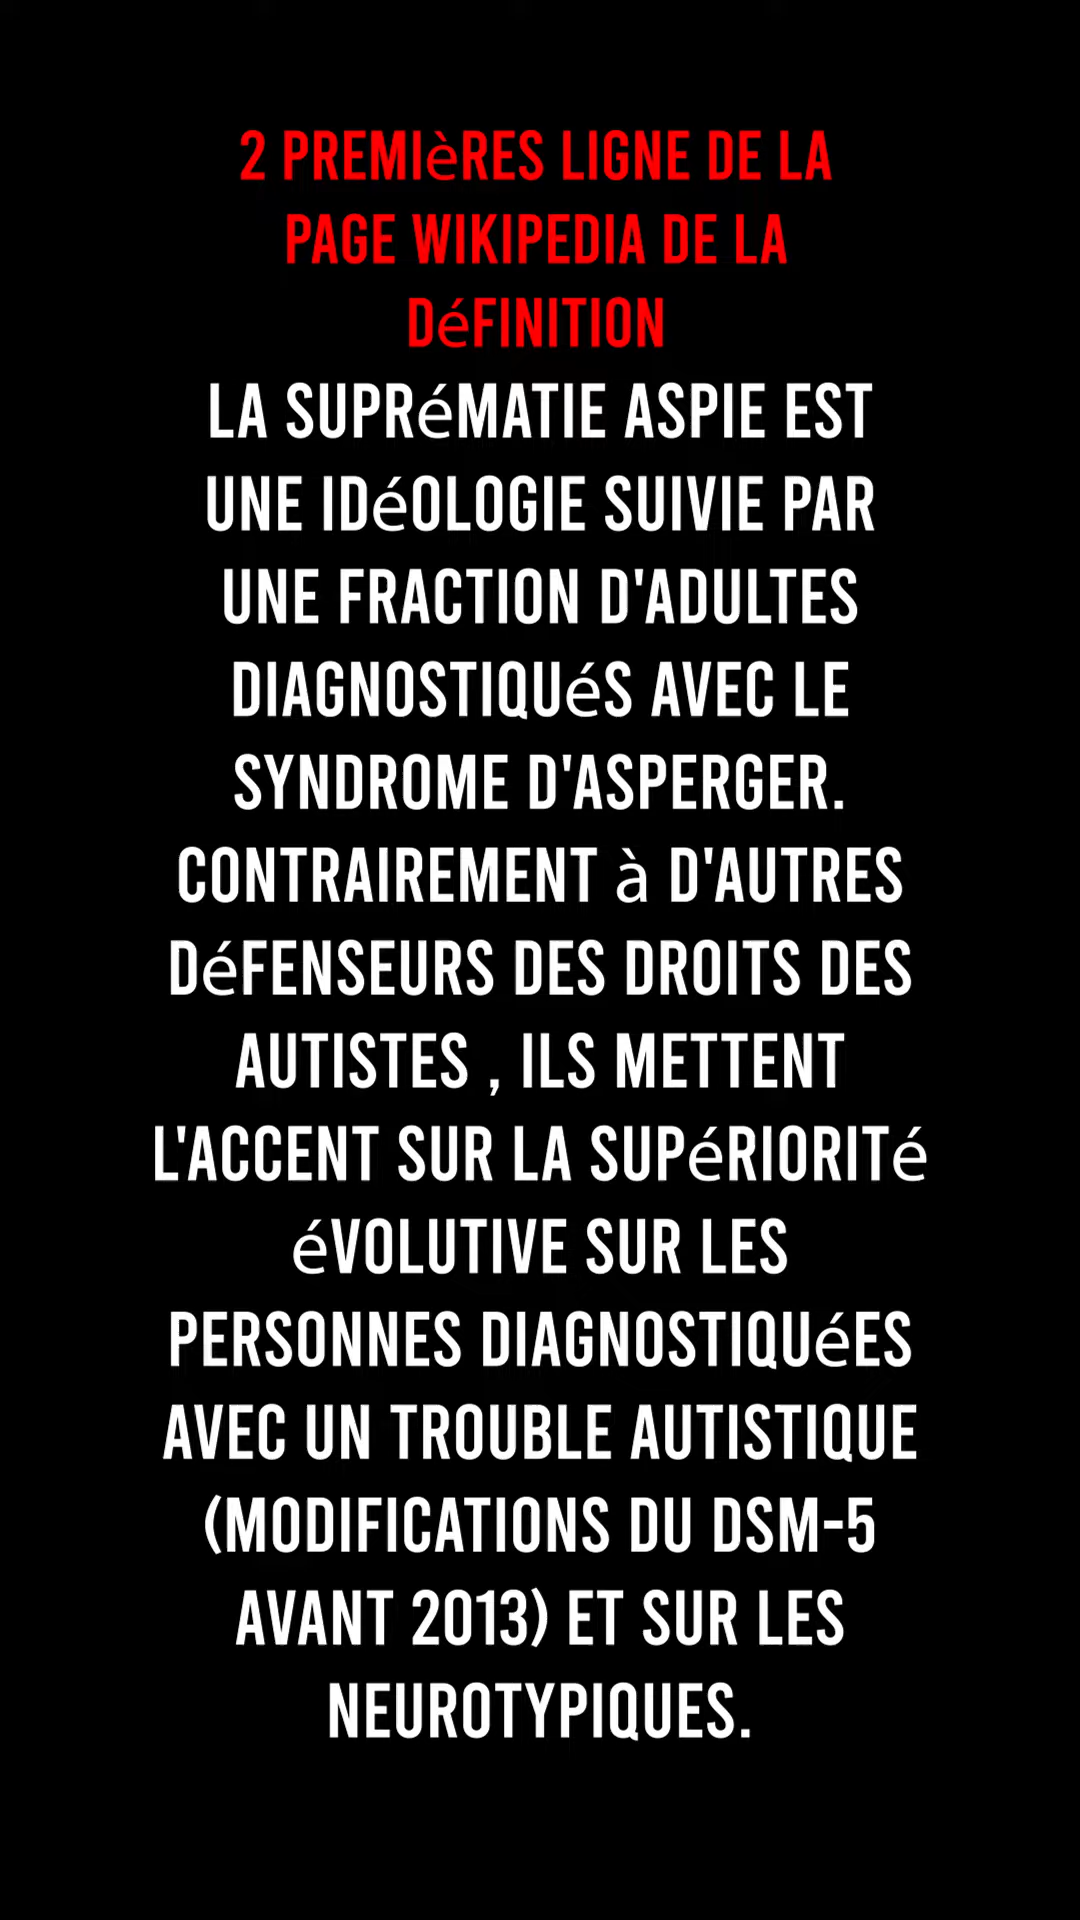 2 PREMIèRES LIGNE DE LA
PAGE WIKIPEDIA DE LA
DéFINITION
LA SUPRéMATIE ASPIE EST
UNE IDéOLOGIE SUIVIE PAR
UNE FRACTION D'ADULTES
DIAGNOSTIQUéS AVEC LE
SYNDROME D'ASPERGER.
CONTRAIREMENT à D'AUTRES
DéFENSEURS DES DROITS DES
AUTISTES , ILS METTENT
L'ACCENT SUR LA SUPéRIORITé
éVOLUTIVE SUR LES
PERSONNES DIAGNOSTIQUéES
AVEC UN TROUBLE AUTISTIQUE
(MODIFICATIONS DU DSM-5
AVANT 2013) ET SUR LES
NEUROTYPIQUES.